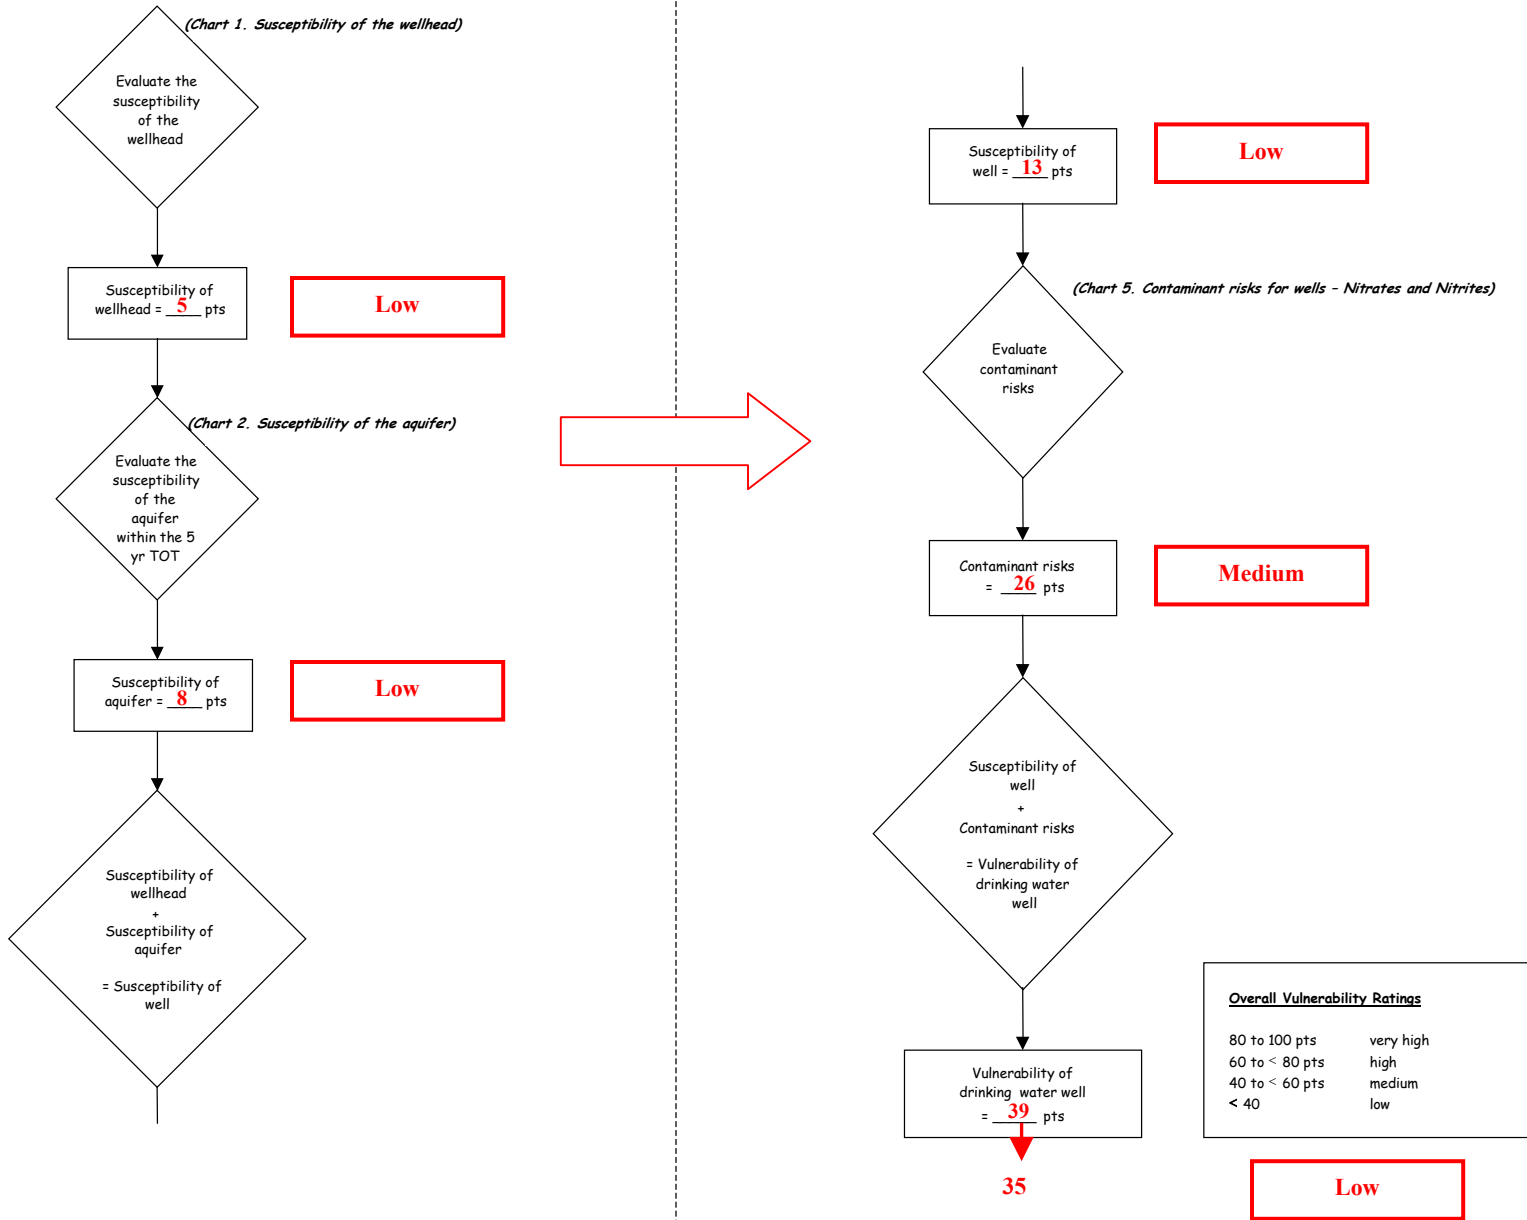 (Chart 1. Susceptibility of the wellhead)
Evaluate the
susceptibility
of the
wellhead
Susceptibility of
wellhead = 5 pts
Low
(Chart 2. Susceptibility of the aquifer)
Evaluate the
susceptibility
of the
aquifer
within the 5
yr TOT
Susceptibility of
aquifer = 8 pts
Low
Susceptibility of
wellhead
+
Susceptibility of
aquifer
= Susceptibility of
well
Susceptibility of
well = 13 pts
Low
(Chart 5. Contaminant risks for wells – Nitrates and Nitrites)
Evaluate
contaminant
risks
Contaminant risks
= 26 pts
Medium
Susceptibility of
well
+
Contaminant risks
= Vulnerability of
drinking water
well
Vulnerability of
drinking water well
= 39 pts
35
Overall Vulnerability Ratings
80 to 100 pts very high
60 to < 80 pts high
40 to < 60 pts medium
< 40 low
Low